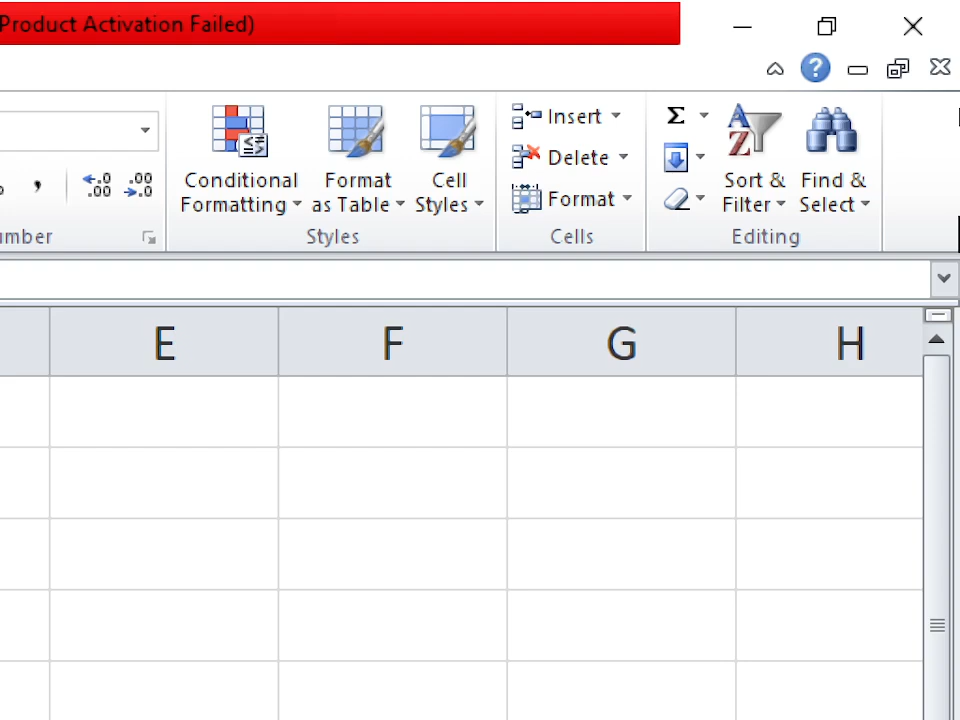 Product Activation Failed)
Insert
Delete
Format
Conditional
Formatting
Format
as Table
Cell
Styles
Sort &
Filter
Find &
Select
umber
Styles
Cells
Editing
E F G H